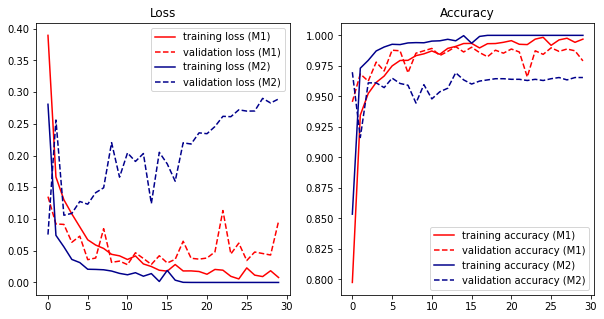 Loss
0.40
0.35
0.30
0.25
0.20
0.15
0.10
0.05
0.00
0 5 10 15 20 25 30
training loss (M1)
validation loss (M1)
training loss (M2)
validation loss (M2)
Accuracy
1.000
0.975
0.950
0.925
0.900
0.875
0.850
0.825
0.800
0 5 10 15 20 25 30
training accuracy (M1)
validation accuracy (M1)
training accuracy (M2)
validation accuracy (M2)